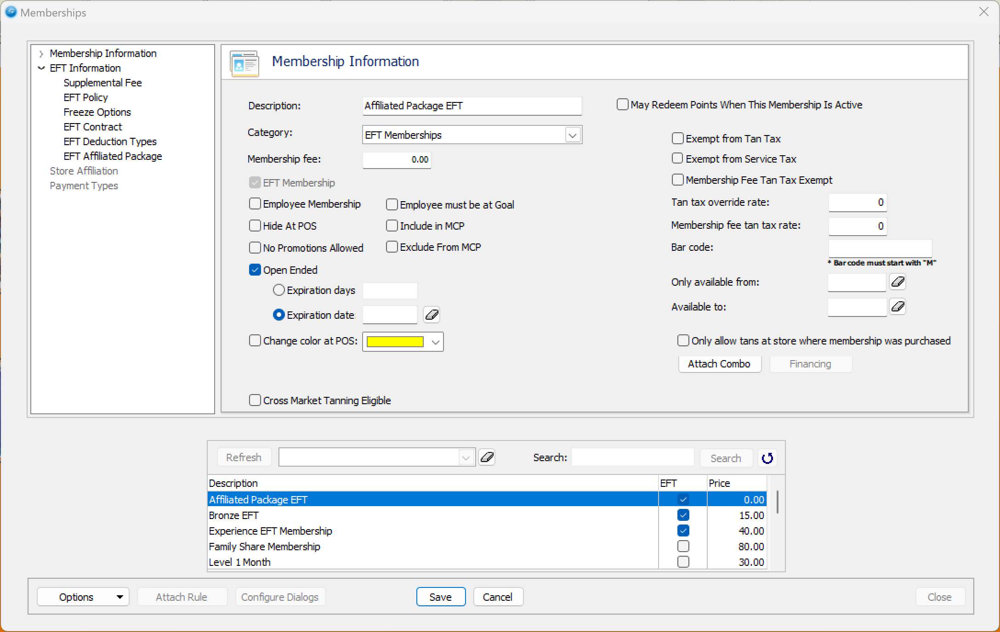 Memberships
Membership Information
EFT Information
Supplemental Fee
EFT Policy
Freeze Options
EFT Contract
EFT Deduction Types
EFT Affiliated Package
Store Affiliation
Payment Types
Membership Information
Description: Affiliated Package EFT
May Redeem Points When This Membership Is Active
Category: EFT Memberships
Exempt from Tan Tax
Membership fee: 0.00
Exempt from Service Tax
EFT Membership
Membership Fee Tan Tax Exempt
Employee Membership Employee must be at Goal
Tan tax override rate: 0
Hide At POS Include in MCP
Membership fee tan tax rate: 0
No Promotions Allowed Exclude From MCP
Bar code:
* Bar code must start with "M"
Open Ended
Only available from:
Expiration days
Available to:
Expiration date:
Change color at POS:
Only allow tans at store where membership was purchased
Attach Combo Financing
Cross Market Tanning Eligible
Refresh Search: Search
Description EFT Price
Affiliated Package EFT 0.00
Bronze EFT 15.00
Experience EFT Membership 40.00
Family Share Membership 80.00
Level 1 Month 30.00
Options Attach Rule Configure Dialogs Save Cancel Close